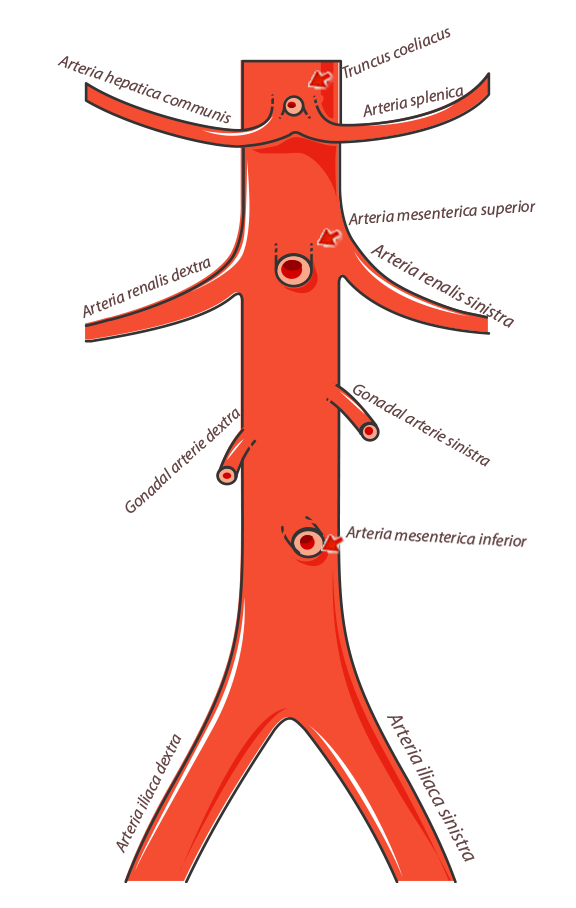 Truncus coeliacus
Arteria hepatica communis
Arteria splenica
Arteria mesenterica superior
Arteria renalis dextra
Arteria renalis sinistra
Gonadal arterie dextra
Gonadal arterie sinistra
Arteria mesenterica inferior
Arteria iliaca dextra
Arteria iliaca sinistra